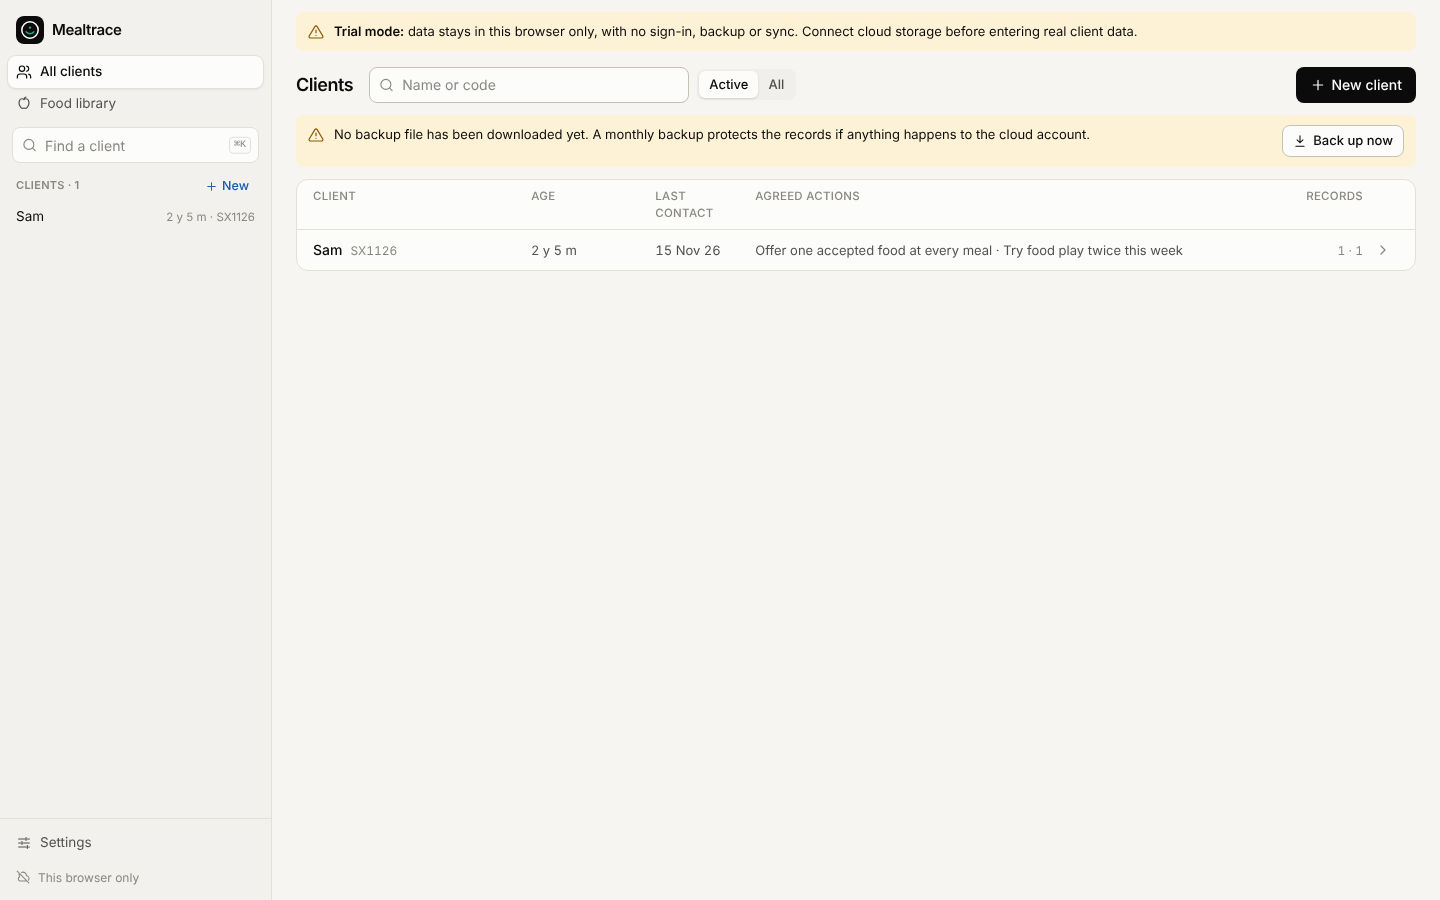 Mealtrace
All clients
Food library
Find a client ⌘K
CLIENTS · 1 + New
Sam 2 y 5 m · SX1126
Settings
This browser only
Trial mode: data stays in this browser only, with no sign-in, backup or sync. Connect cloud storage before entering real client data.
Clients Name or code Active All + New client
No backup file has been downloaded yet. A monthly backup protects the records if anything happens to the cloud account. Back up now
CLIENT AGE LAST CONTACT AGREED ACTIONS RECORDS
Sam SX1126 2 y 5 m 15 Nov 26 Offer one accepted food at every meal · Try food play twice this week 1 · 1